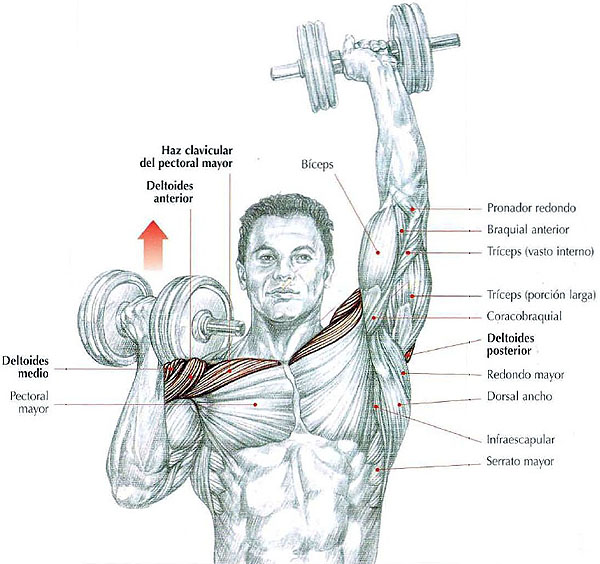 Haz clavicular
del pectoral mayor
Deltoides
anterior
Bíceps
Deltoides
medio
Pectoral
mayor
Pronador redondo
Braquial anterior
Tríceps (vasto interno)
Tríceps (porción larga)
Coracobraquial
Deltoides
posterior
Redondo mayor
Dorsal ancho
Infraescapular
Serrato mayor